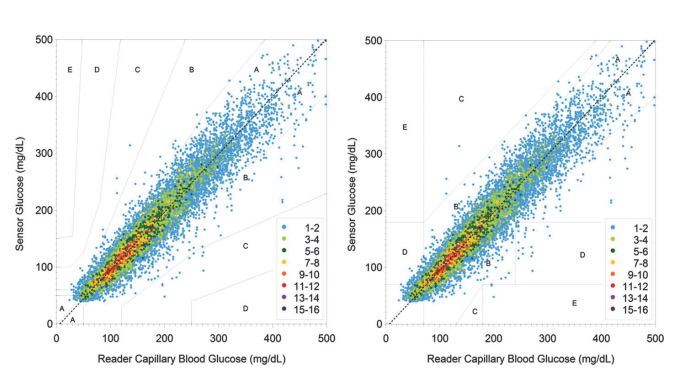 500
400
300
200
100
0
Sensor Glucose (mg/dL)
E D C B A
A
B
C
D
A
A
1-2
3-4
5-6
7-8
9-10
11-12
13-14
15-16
0 100 200 300 400 500
Reader Capillary Blood Glucose (mg/dL)
500
400
300
200
100
0
Sensor Glucose (mg/dL)
A
A
C
E
B
D
B
D
C
E
1-2
3-4
5-6
7-8
9-10
11-12
13-14
15-16
0 100 200 300 400 500
Reader Capillary Blood Glucose (mg/dL)